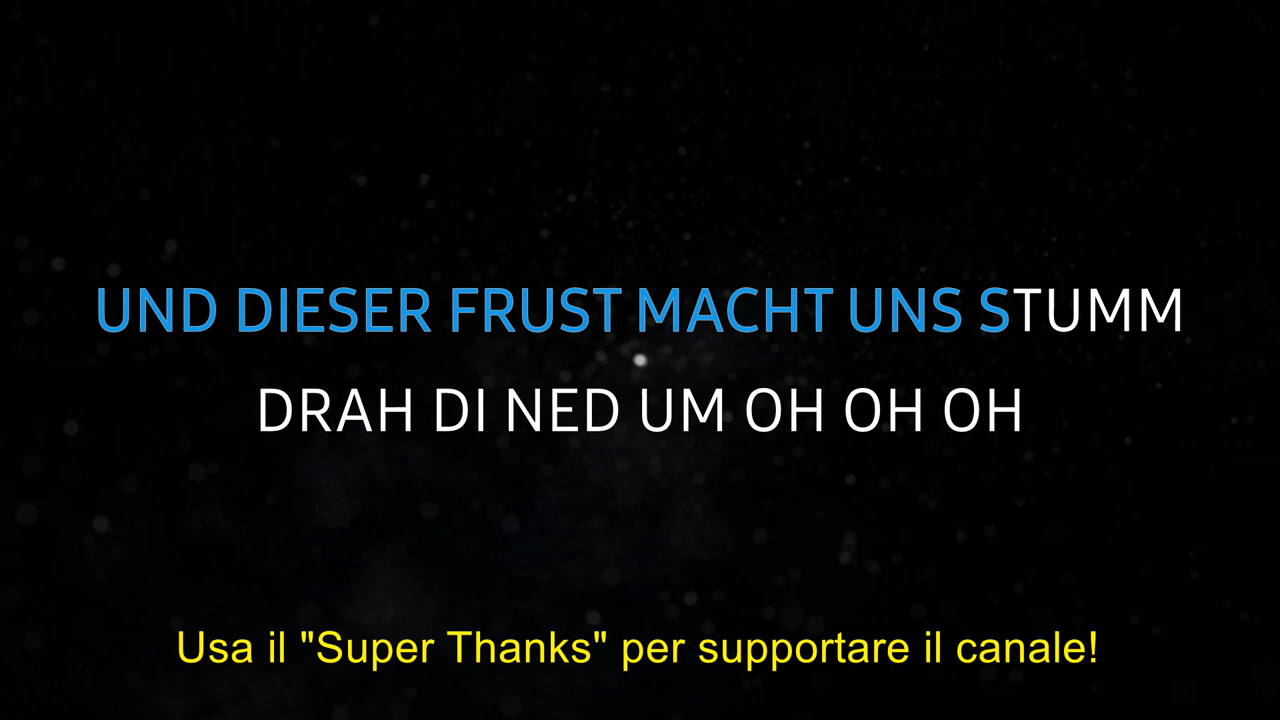 UND DIESER FRUST MACHT UNS STUMM
DRAH DI NED UM OH OH OH
Usa il "Super Thanks" per supportare il canale!